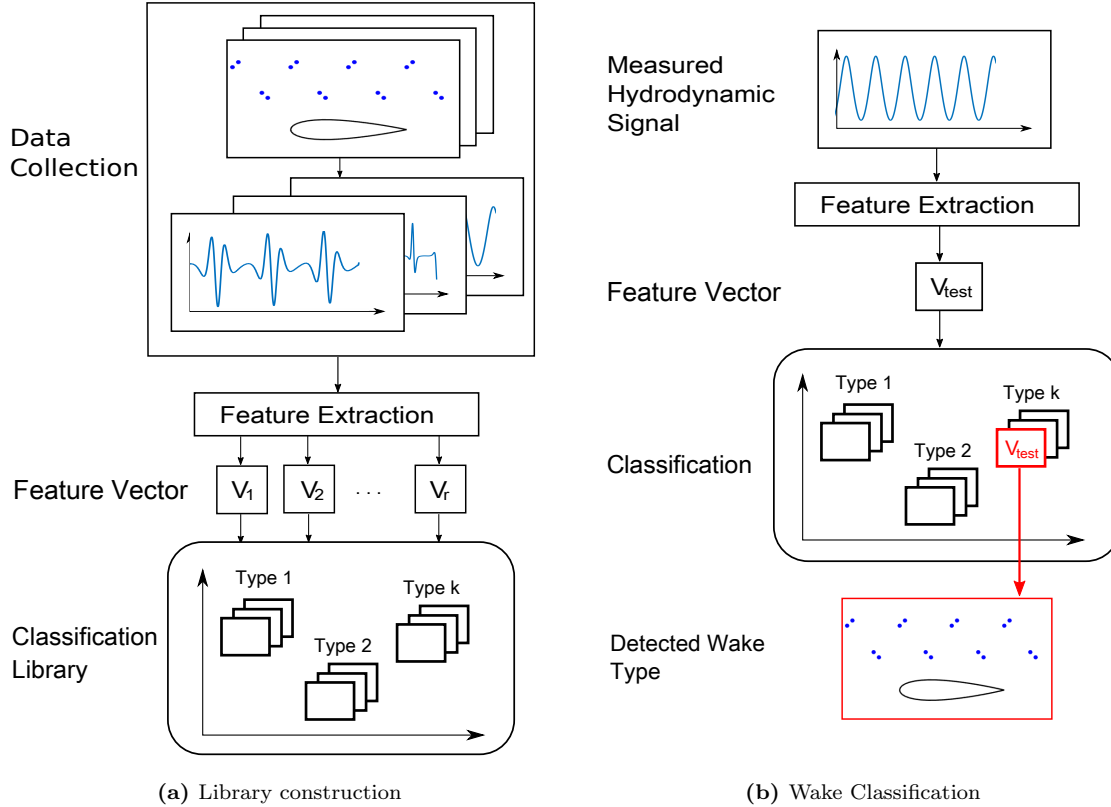 Data
Collection
Feature Extraction
Feature Vector
V1
V2
. . .
Vr
Classification
Library
Type 1
Type 2
Type k
(a) Library construction
Measured
Hydrodynamic
Signal
Feature Extraction
Feature Vector
Vtest
Classification
Type 1
Type 2
Type k
Vtest
Detected Wake
Type
(b) Wake Classification